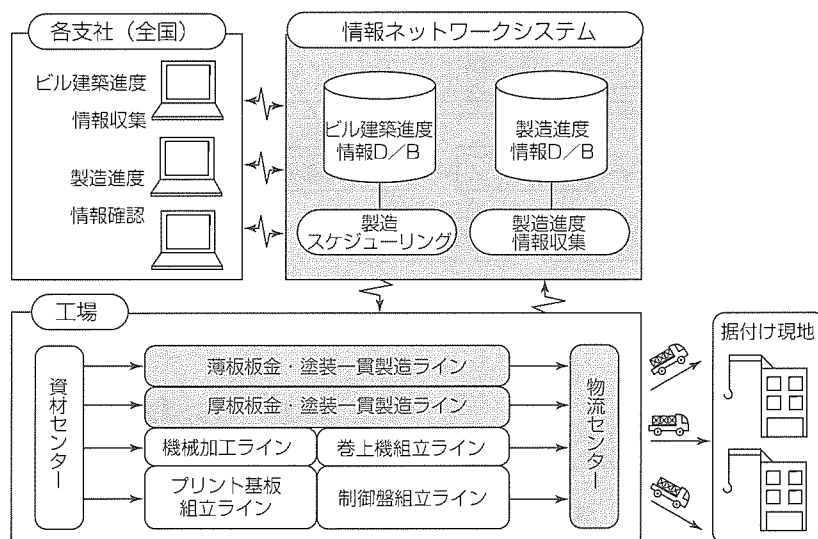 各支社（全国）
ビル建築進度
情報収集
製造進度
情報確認
情報ネットワークシステム
ビル建築進度
情報D／B
製造進度
情報D／B
製造
スケジューリング
製造進度
情報収集
工場
資材センター
薄板板金・塗装一貫製造ライン
厚板板金・塗装一貫製造ライン
機械加工ライン
巻上機組立ライン
プリント基板
組立ライン
制御盤組立ライン
物流センター
据付け現地